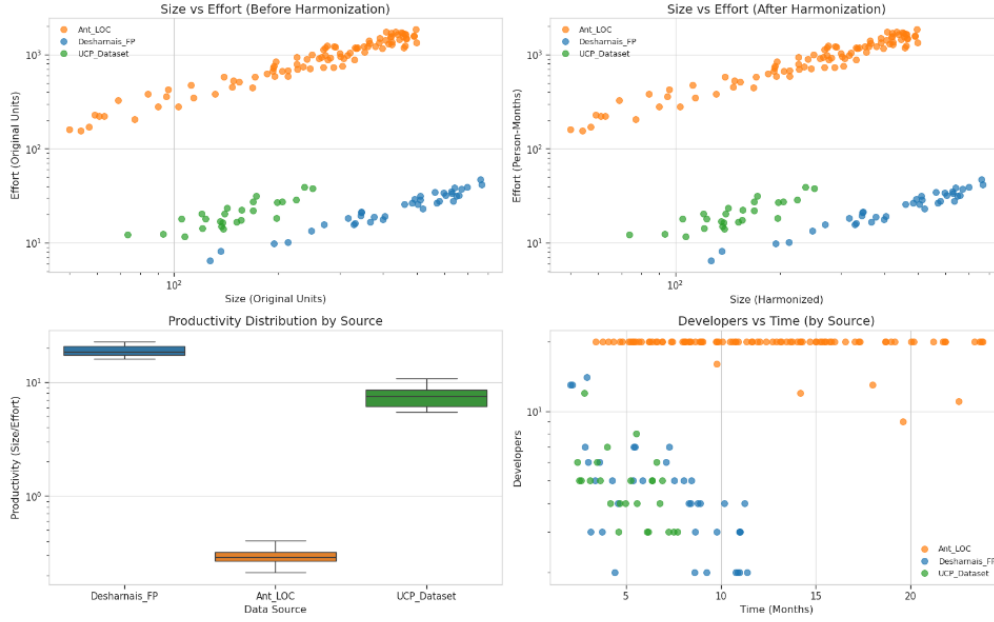 Size vs Effort (Before Harmonization)
Ant_LOC
Desharnais_FP
UCP_Dataset
Effort (Original Units)
10³
10²
10¹
10²
Size (Original Units)
Size vs Effort (After Harmonization)
Ant_LOC
Desharnais_FP
UCP_Dataset
Effort (Person-Months)
10³
10²
10¹
10²
Size (Harmonized)
Productivity Distribution by Source
Productivity (Size/Effort)
10¹
10⁰
Desharnais_FP Ant_LOC UCP_Dataset
Data Source
Developers vs Time (by Source)
Developers
10¹
Ant_LOC
Desharnais_FP
UCP_Dataset
5 10 15 20
Time (Months)